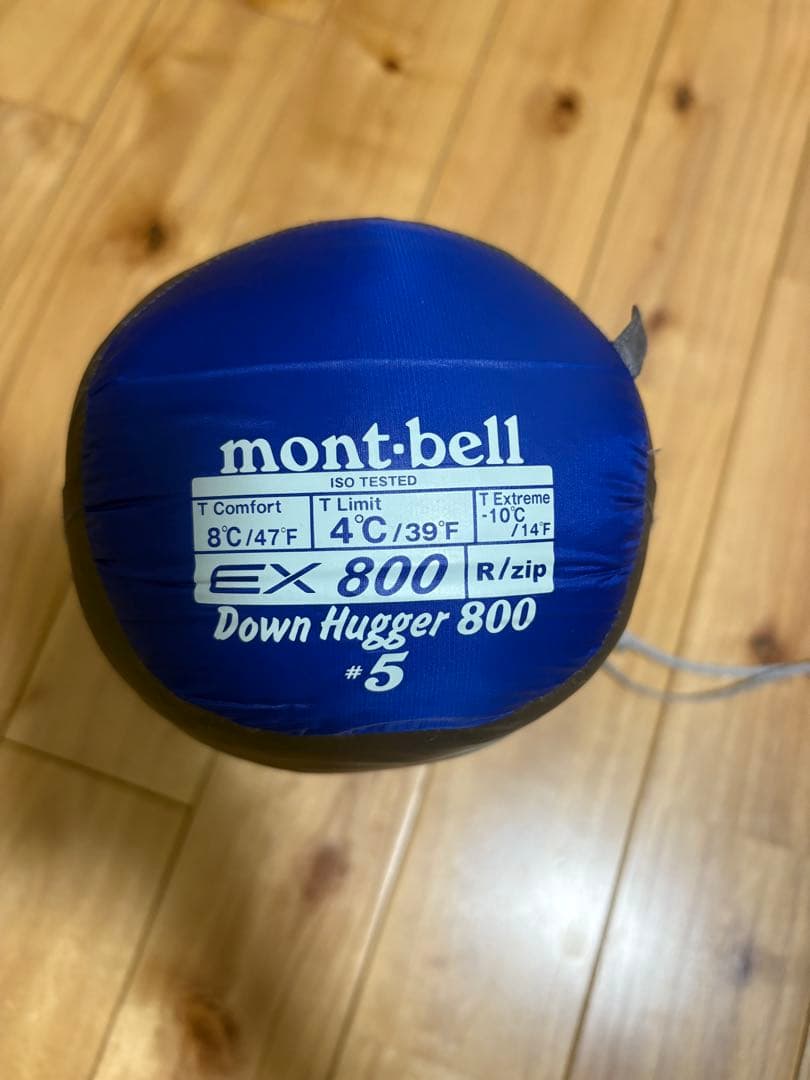 mont·bell
ISO TESTED
T Comfort
8°C/47°F
T Limit
4°C/39°F
T Extreme
-10°C
/14°F
EX 800
R/zip
Down Hugger 800
#5